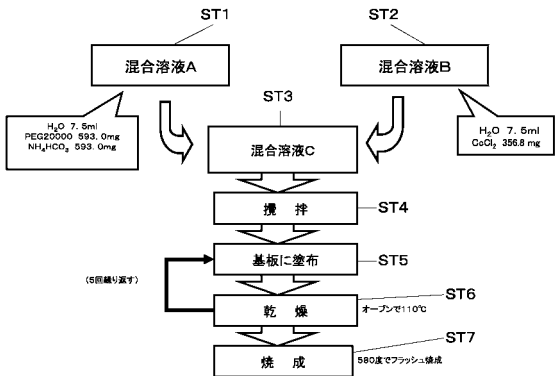 ST1
ST2
混合溶液A
混合溶液B
H₂O 7.5ml
PEG20000 593.0mg
NH₄HCO₃ 593.0mg
H₂O 7.5ml
CoCl₂ 356.8 mg
ST3
混合溶液C
攪 拌
ST4
基板に塗布
ST5
(5回繰り返す)
乾 燥
ST6
オーブンで110℃
焼 成
ST7
580度でフラッシュ焼成